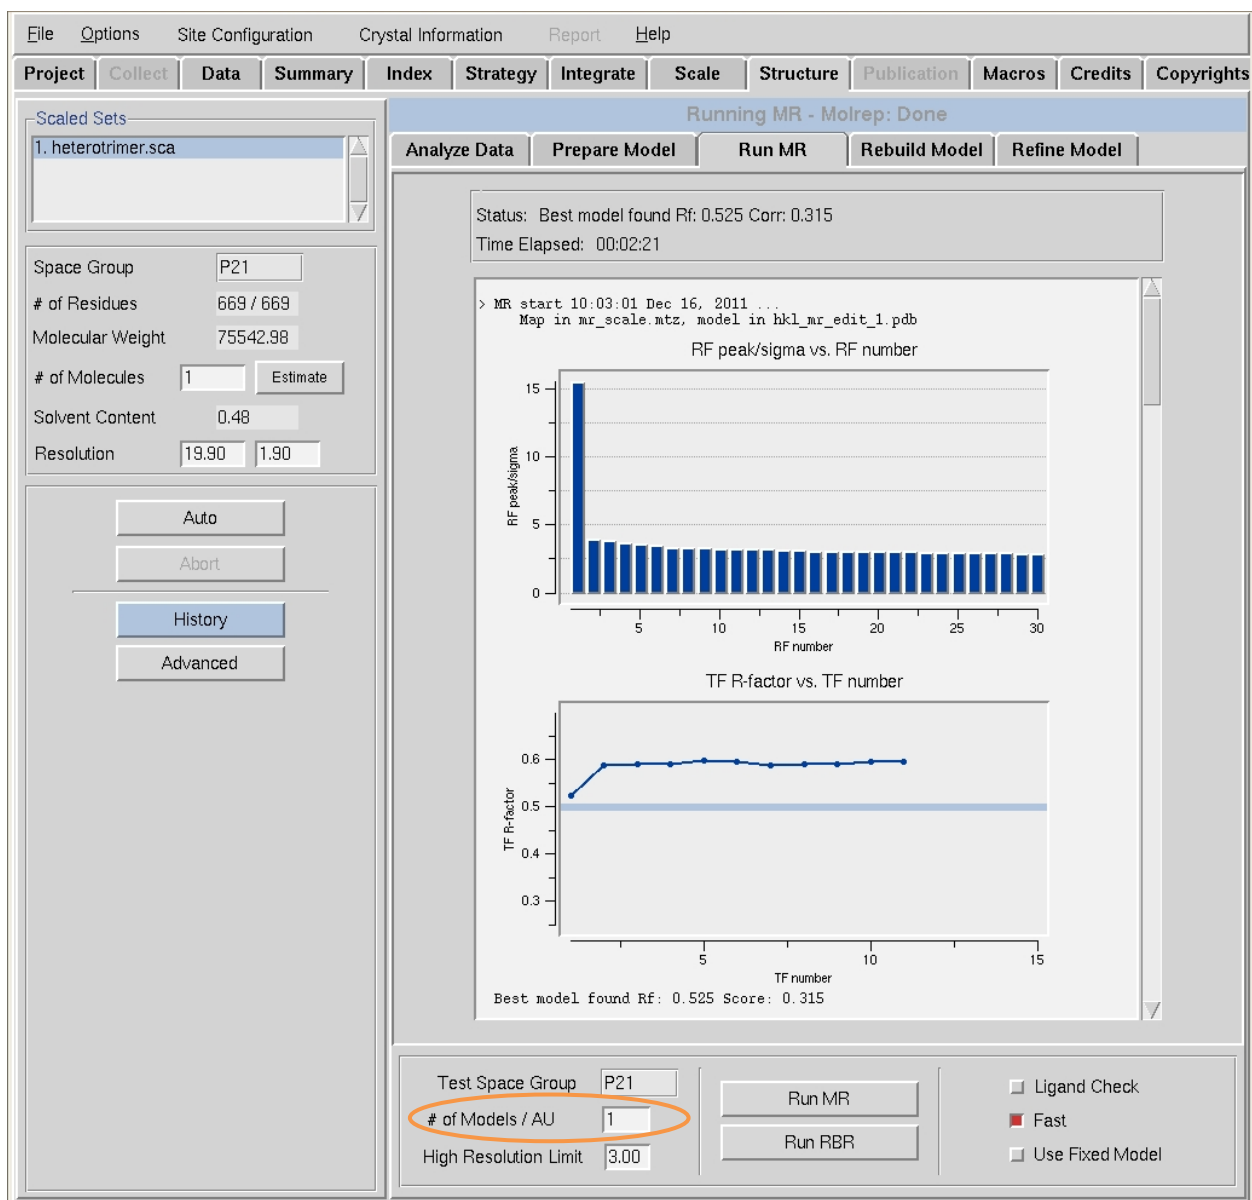 File Options Site Configuration Crystal Information Report Help
Project Collect Data Summary Index Strategy Integrate Scale Structure Publication Macros Credits Copyrights
Scaled Sets
1. heterotrimer.sca
Space Group P21
# of Residues 669 / 669
Molecular Weight 75542.98
# of Molecules 1 Estimate
Solvent Content 0.48
Resolution 19.90 1.90
Auto
Abort
History
Advanced
Running MR - Molrep: Done
Analyze Data Prepare Model Run MR Rebuild Model Refine Model
Status: Best model found Rf: 0.525 Corr: 0.315
Time Elapsed: 00:02:21
> MR start 10:03:01 Dec 16, 2011 ...
Map in mr_scale.mtz, model in hkl_mr_edit_1.pdb
RF peak/sigma vs. RF number
RF peak/sigma
15
10
5
0
5 10 15 20 25 30
RF number
TF R-factor vs. TF number
TF R-factor
0.6
0.5
0.4
0.3
5 10 15
TF number
Best model found Rf: 0.525 Score: 0.315
Test Space Group P21
# of Models / AU 1
High Resolution Limit 3.00
Run MR
Run RBR
Ligand Check
Fast
Use Fixed Model